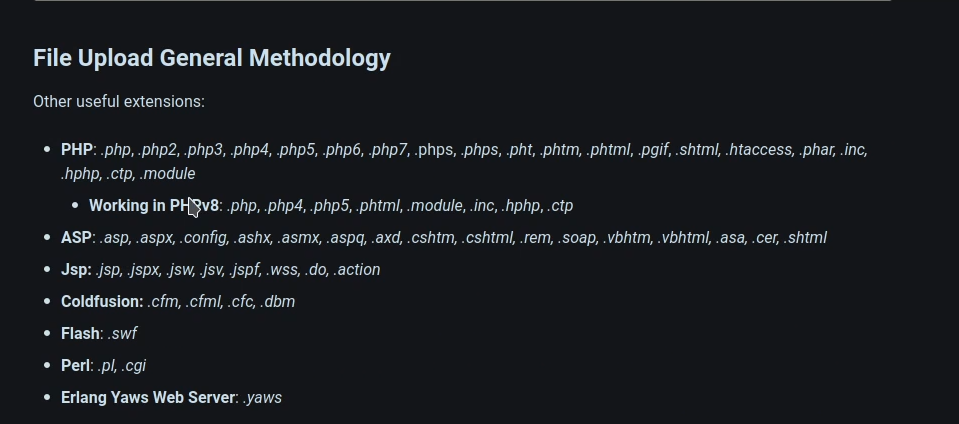 File Upload General Methodology
Other useful extensions:
PHP: .php, .php2, .php3, .php4, .php5, .php6, .php7, .phps, .phps, .pht, .phtm, .phtml, .pgif, .shtml, .htaccess, .phar, .inc,
.hphp, .ctp, .module
Working in PHPv8: .php, .php4, .php5, .phtml, .module, .inc, .hphp, .ctp
ASP: .asp, .aspx, .config, .ashx, .asmx, .aspq, .axd, .cshtm, .cshtml, .rem, .soap, .vbhtm, .vbhtml, .asa, .cer, .shtml
Jsp: .jsp, .jspx, .jsw, .jsv, .jspf, .wss, .do, .action
Coldfusion: .cfm, .cfml, .cfc, .dbm
Flash: .swf
Perl: .pl, .cgi
Erlang Yaws Web Server: .yaws